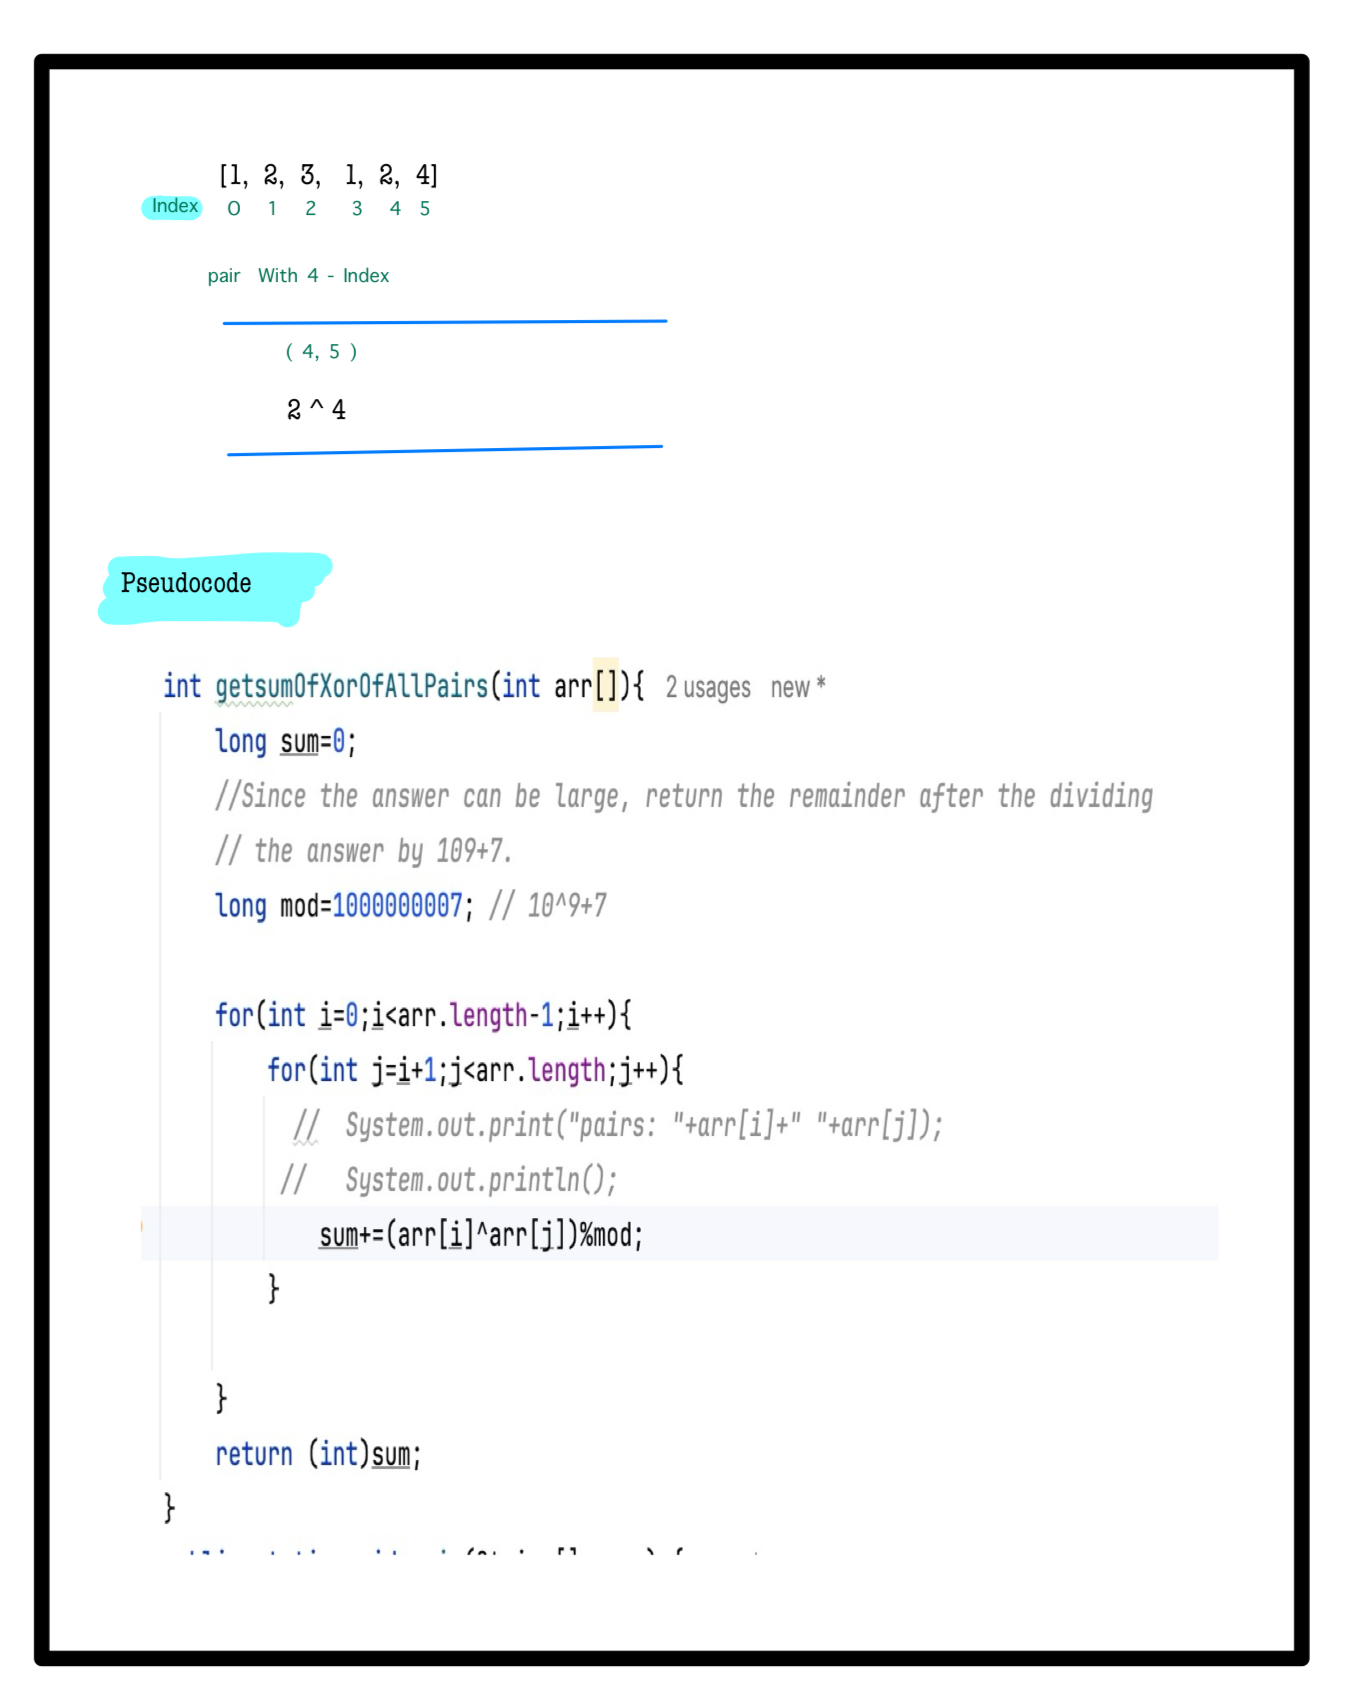 [1, 2, 3, 1, 2, 4]
Index 0 1 2 3 4 5
pair With 4 - Index
( 4, 5 )
2 ^ 4
Pseudocode
int getsumOfXorOfAllPairs(int arr[]){ 2 usages new *
long sum=0;
//Since the answer can be large, return the remainder after the dividing
// the answer by 109+7.
long mod=1000000007; // 10^9+7
for(int i=0;i<arr.length-1;i++){
for(int j=i+1;j<arr.length;j++){
// System.out.print("pairs: "+arr[i]+" "+arr[j]);
// System.out.println();
sum+=(arr[i]^arr[j])%mod;
}
}
return (int)sum;
}